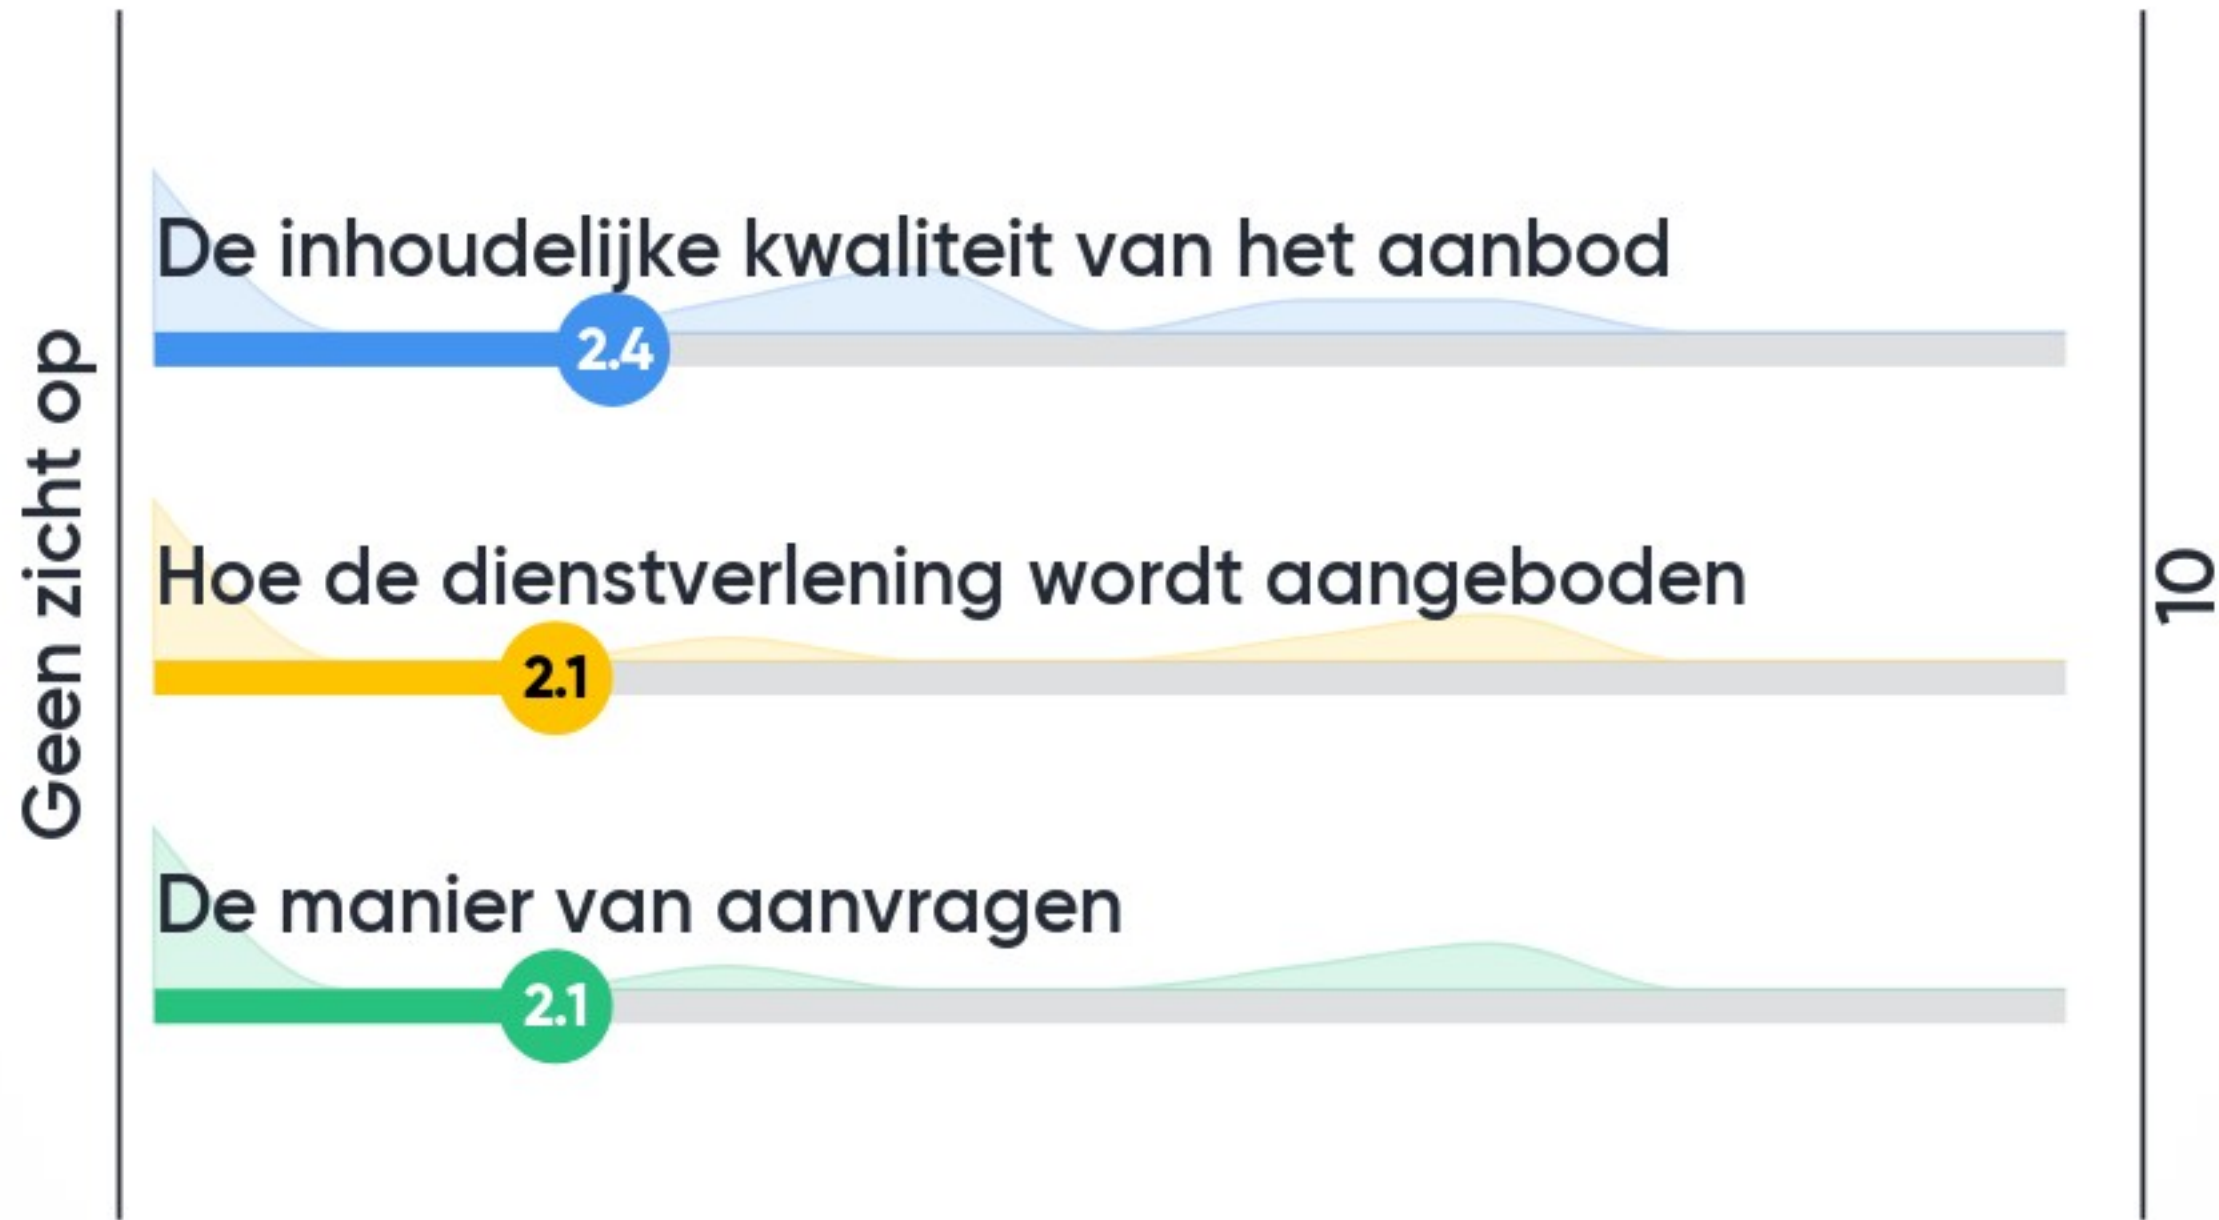 Geen zicht op
De inhoudelijke kwaliteit van het aanbod
2.4
Hoe de dienstverlening wordt aangeboden
2.1
De manier van aanvragen
2.1
10